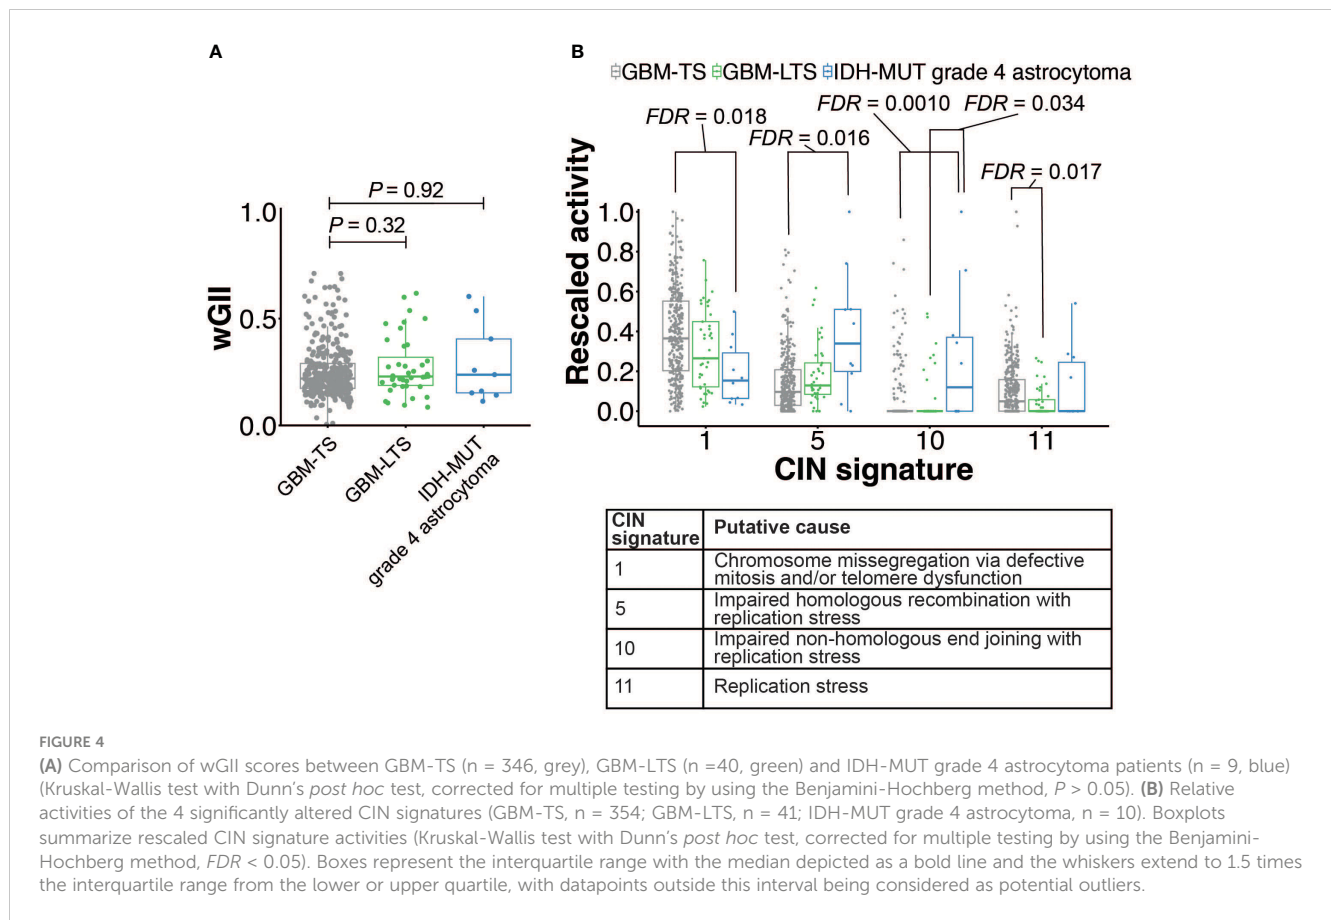 A
B
GBM-TS GBM-LTS IDH-MUT grade 4 astrocytoma
FDR = 0.0010 FDR = 0.034
FDR = 0.018
FDR = 0.016
FDR = 0.017
P = 0.92
P = 0.32
wGII
1.0
0.5
0.0
GBM-TS
GBM-LTS
IDH-MUT
grade 4 astrocytoma
Rescaled activity
1.0
0.8
0.6
0.4
0.2
0.0
1 5 10 11
CIN signature
CIN signature Putative cause
1 Chromosome missegregation via defective
mitosis and/or telomere dysfunction
5 Impaired homologous recombination with
replication stress
10 Impaired non-homologous end joining with
replication stress
11 Replication stress
FIGURE 4
(A) Comparison of wGII scores between GBM-TS (n = 346, grey), GBM-LTS (n =40, green) and IDH-MUT grade 4 astrocytoma patients (n = 9, blue)
(Kruskal-Wallis test with Dunn's post hoc test, corrected for multiple testing by using the Benjamini-Hochberg method, P > 0.05). (B) Relative
activities of the 4 significantly altered CIN signatures (GBM-TS, n = 354; GBM-LTS, n = 41; IDH-MUT grade 4 astrocytoma, n = 10). Boxplots
summarize rescaled CIN signature activities (Kruskal-Wallis test with Dunn's post hoc test, corrected for multiple testing by using the Benjamini-
Hochberg method, FDR < 0.05). Boxes represent the interquartile range with the median depicted as a bold line and the whiskers extend to 1.5 times
the interquartile range from the lower or upper quartile, with datapoints outside this interval being considered as potential outliers.